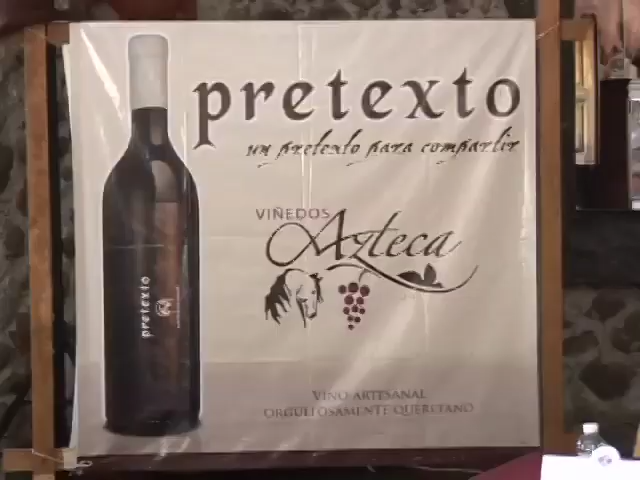 pretexto
un pretexto para compartir
VIÑEDOS
Azteca
pretexto
VINO ARTESANAL
ORGULLOSAMENTE QUERETANO